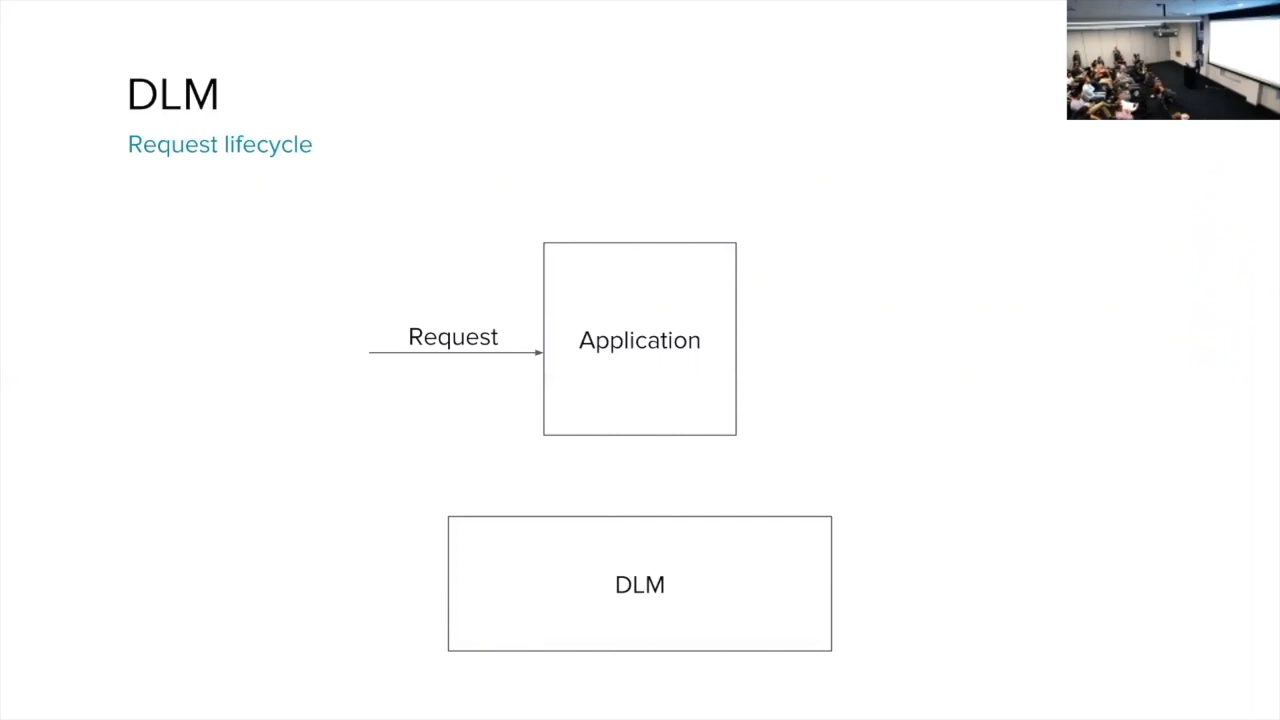 DLM
Request lifecycle
Request
Application
DLM